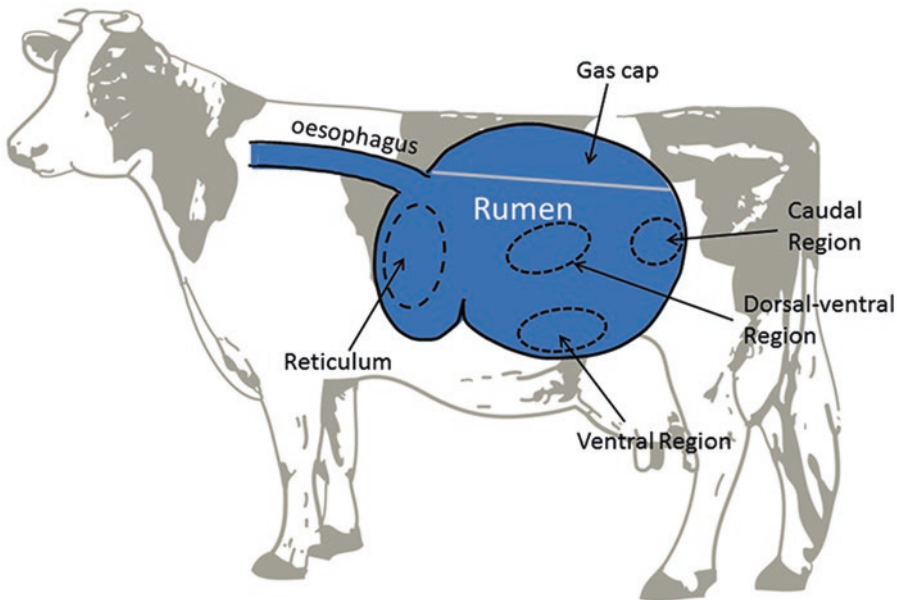 Gas cap
oesophagus
Rumen
Caudal
Region
Dorsal-ventral
Region
Reticulum
Ventral Region